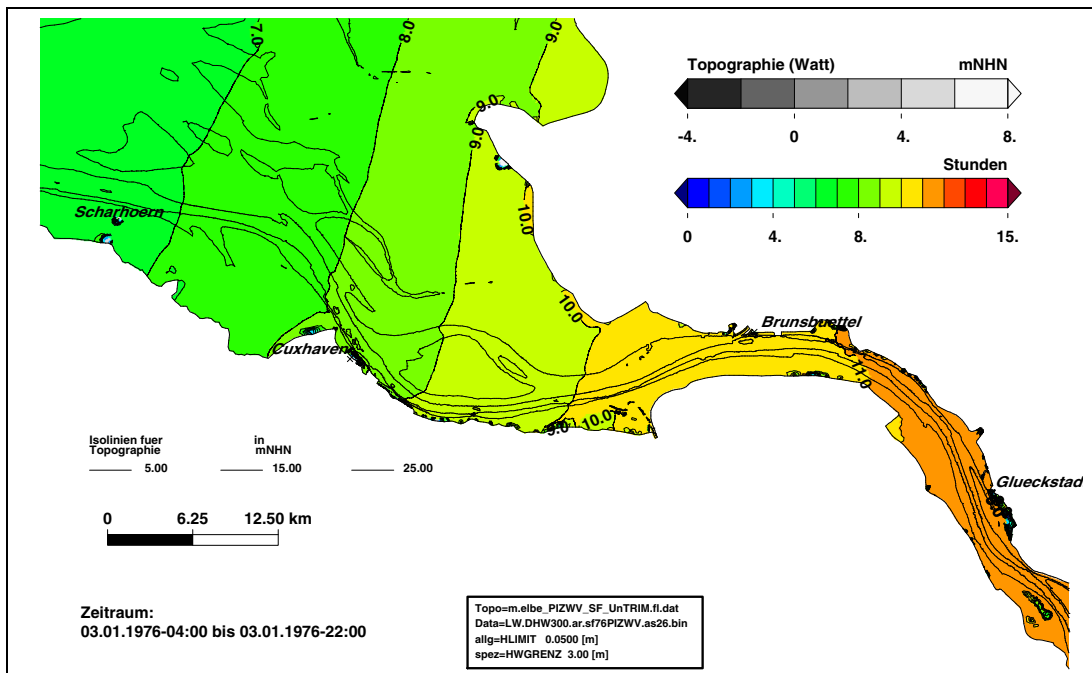 7.0
8.0
9.0
9.0
9.0
10.0
10.0
11.0
9.0
10.0
Topographie (Watt) mNHN
-4. 0 4. 8.
Stunden
0 4. 8. 15.
Scharhoern
Cuxhaven
Brunsbuettel
Glueckstad
Isolinien fuer in
Topographie mNHN
5.00 15.00 25.00
0 6.25 12.50 km
Zeitraum:
03.01.1976-04:00 bis 03.01.1976-22:00
Topo=m.elbe_PIZWV_SF_UnTRIM.fl.dat
Data=LW.DHW300.ar.sf76PIZWV.as26.bin
allg=HLIMIT 0.0500 [m]
spez=HWGRENZ 3.00 [m]